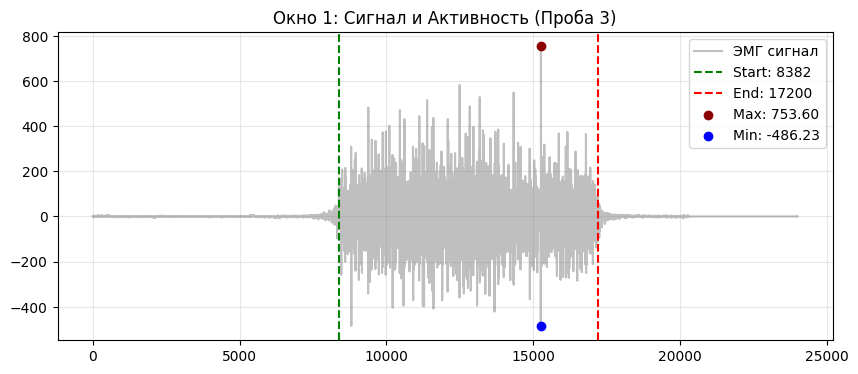 Окно 1: Сигнал и Активность (Проба 3)
800
600
400
200
0
−200
−400
0
5000
10000
15000
20000
25000
ЭМГ сигнал
Start: 8382
End: 17200
Max: 753.60
Min: -486.23